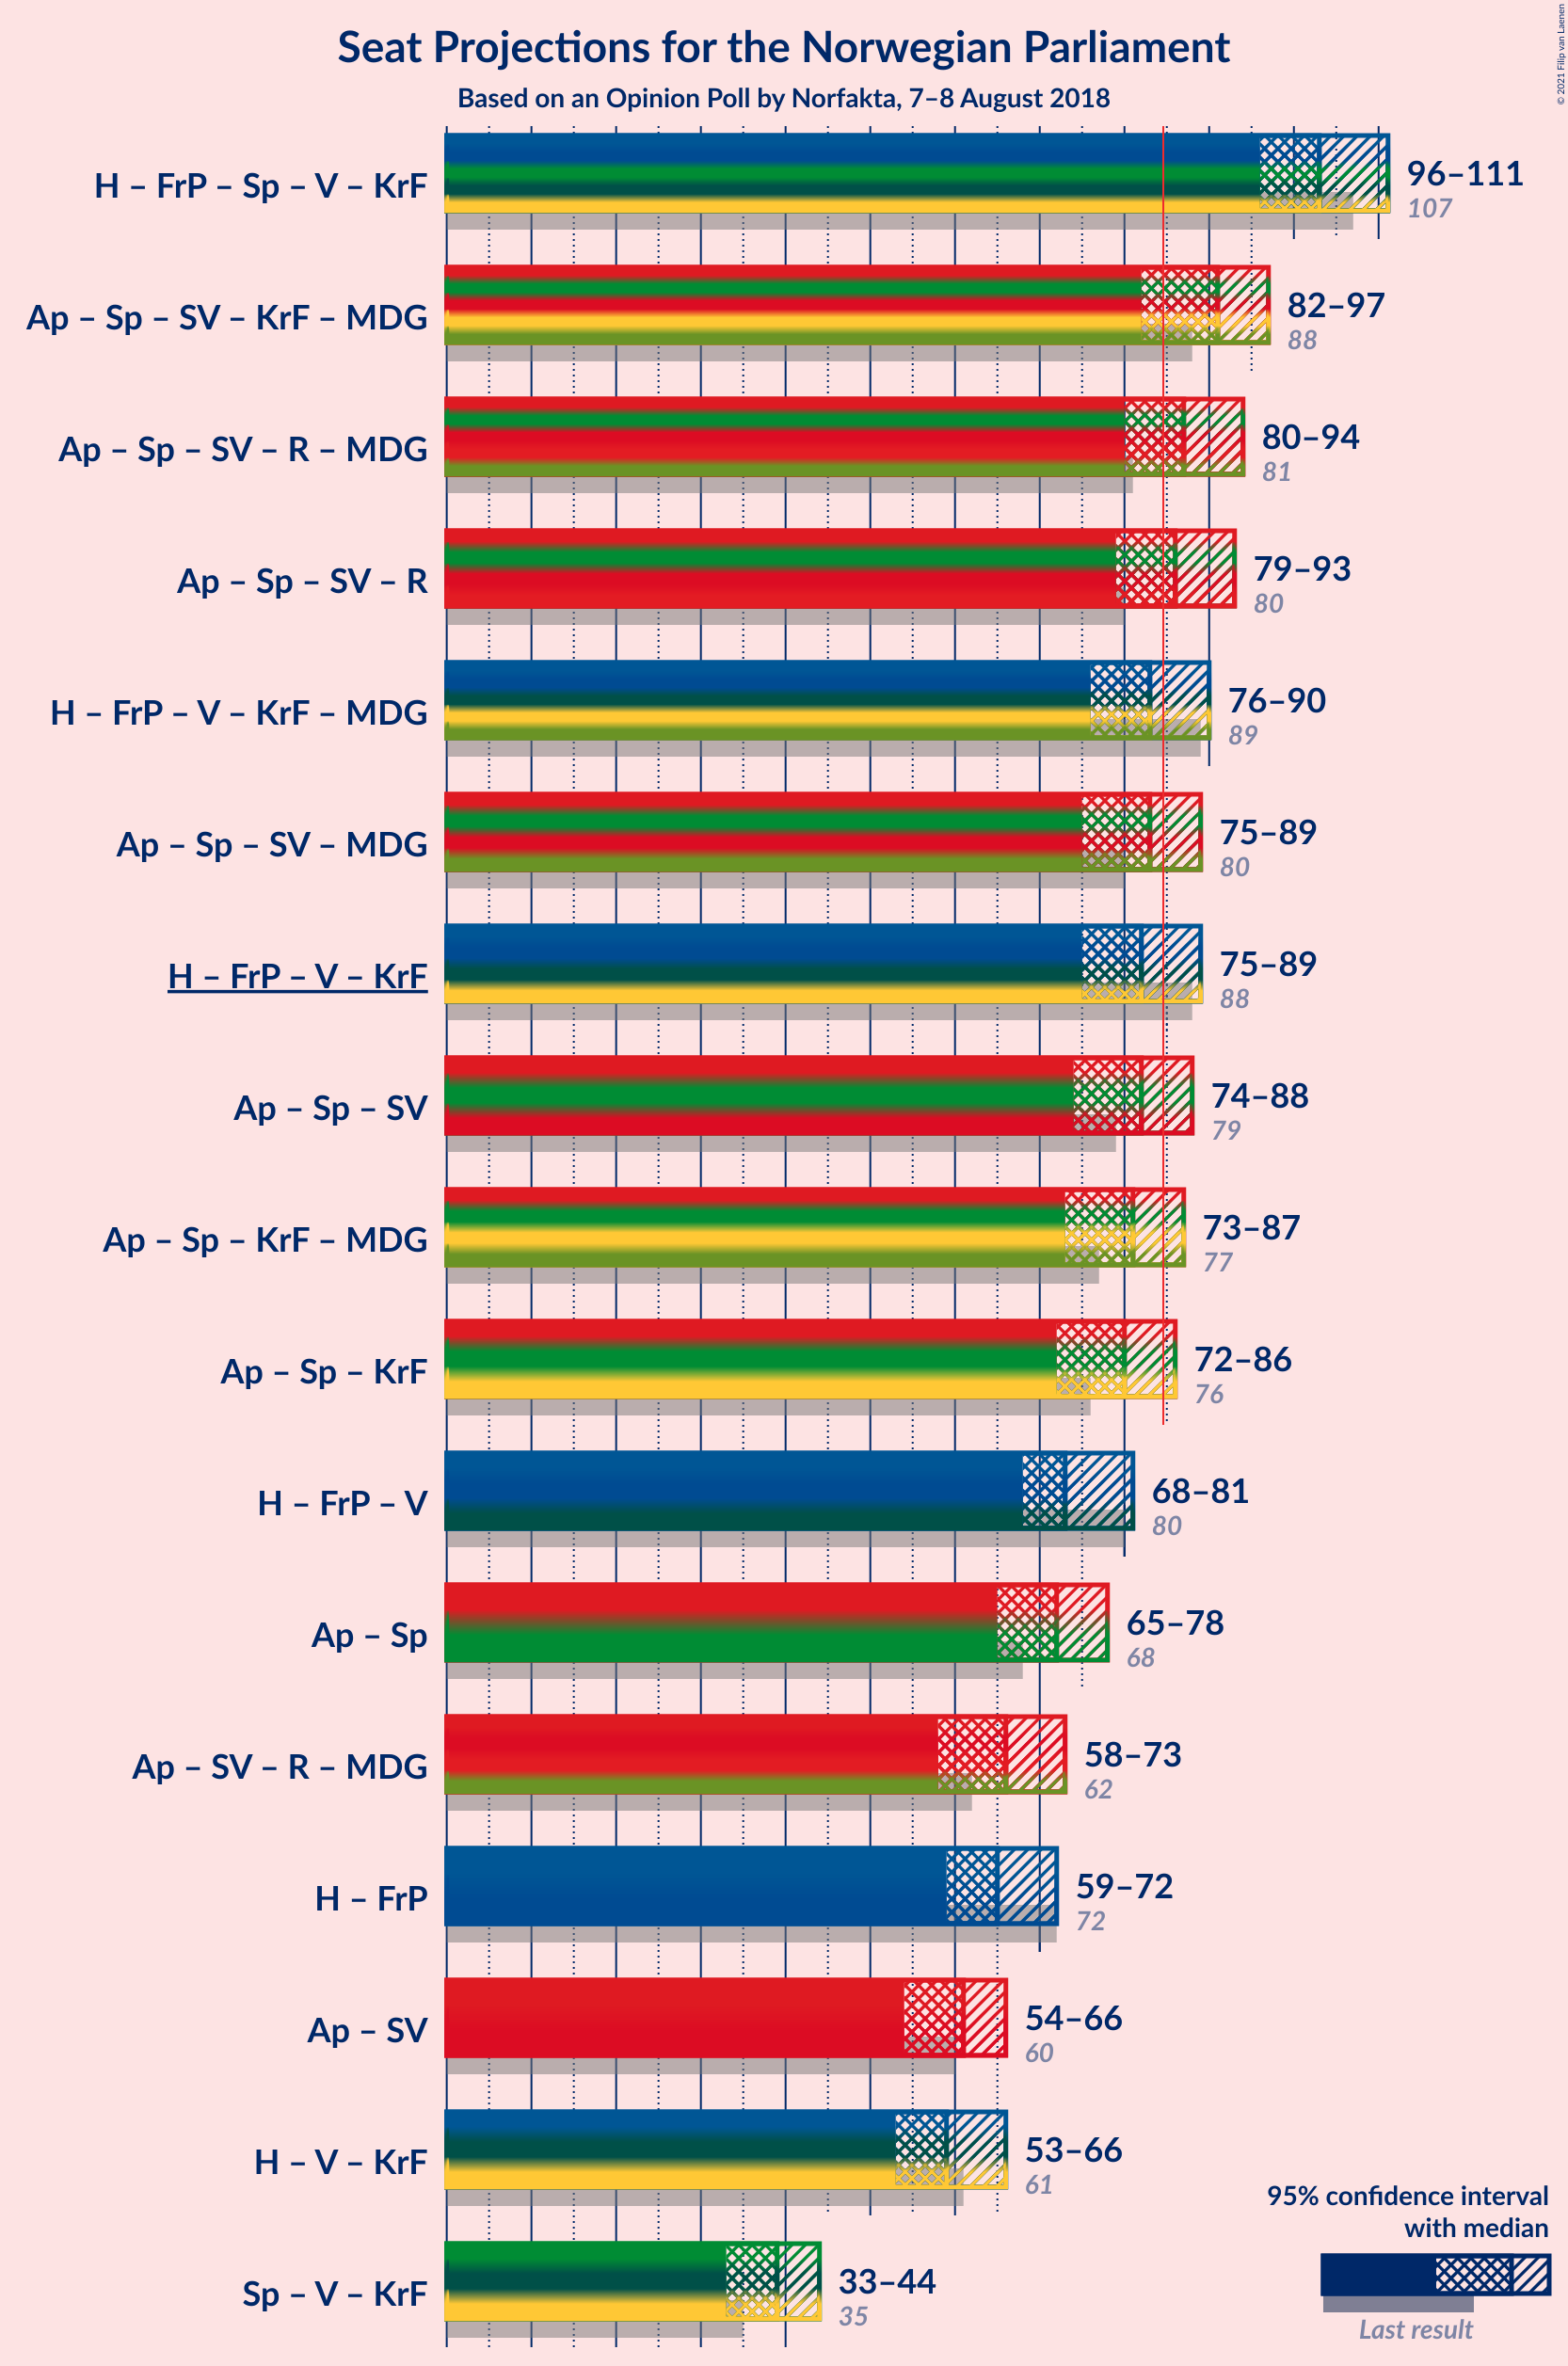 © 2021 Filip van Laenen
Seat Projections for the Norwegian Parliament
Based on an Opinion Poll by Norfakta, 7–8 August 2018
H – FrP – Sp – V – KrF
96–111
107
Ap – Sp – SV – KrF – MDG
82–97
88
Ap – Sp – SV – R – MDG
80–94
81
Ap – Sp – SV – R
79–93
80
H – FrP – V – KrF – MDG
76–90
89
Ap – Sp – SV – MDG
75–89
80
H – FrP – V – KrF
75–89
88
Ap – Sp – SV
74–88
79
Ap – Sp – KrF – MDG
73–87
77
Ap – Sp – KrF
72–86
76
H – FrP – V
68–81
80
Ap – Sp
65–78
68
Ap – SV – R – MDG
58–73
62
H – FrP
59–72
72
Ap – SV
54–66
60
H – V – KrF
53–66
61
Sp – V – KrF
33–44
35
95% confidence interval
with median
Last result